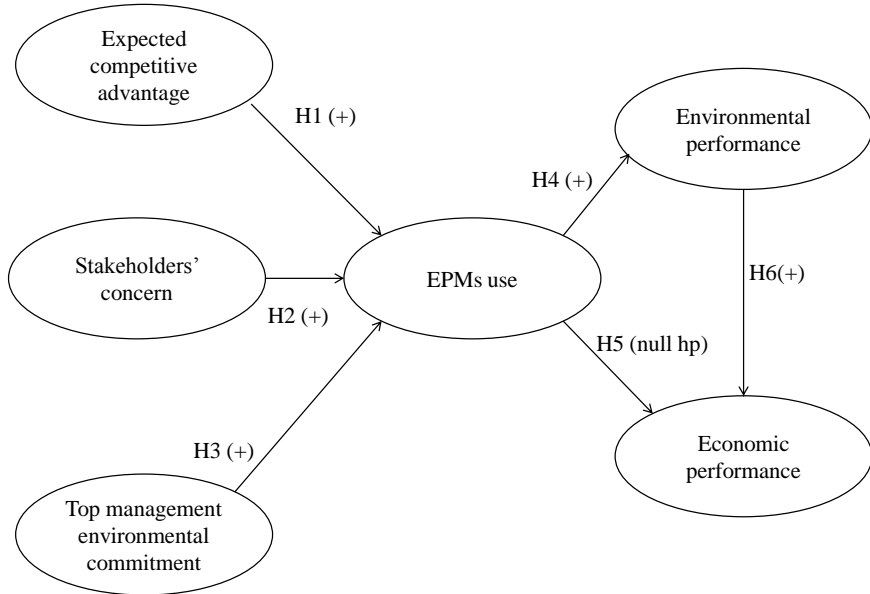 Expected
competitive
advantage
H1 (+)
Environmental
performance
H4 (+)
Stakeholders'
concern
H2 (+)
EPMs use
H6(+)
H5 (null hp)
H3 (+)
Economic
performance
Top management
environmental
commitment